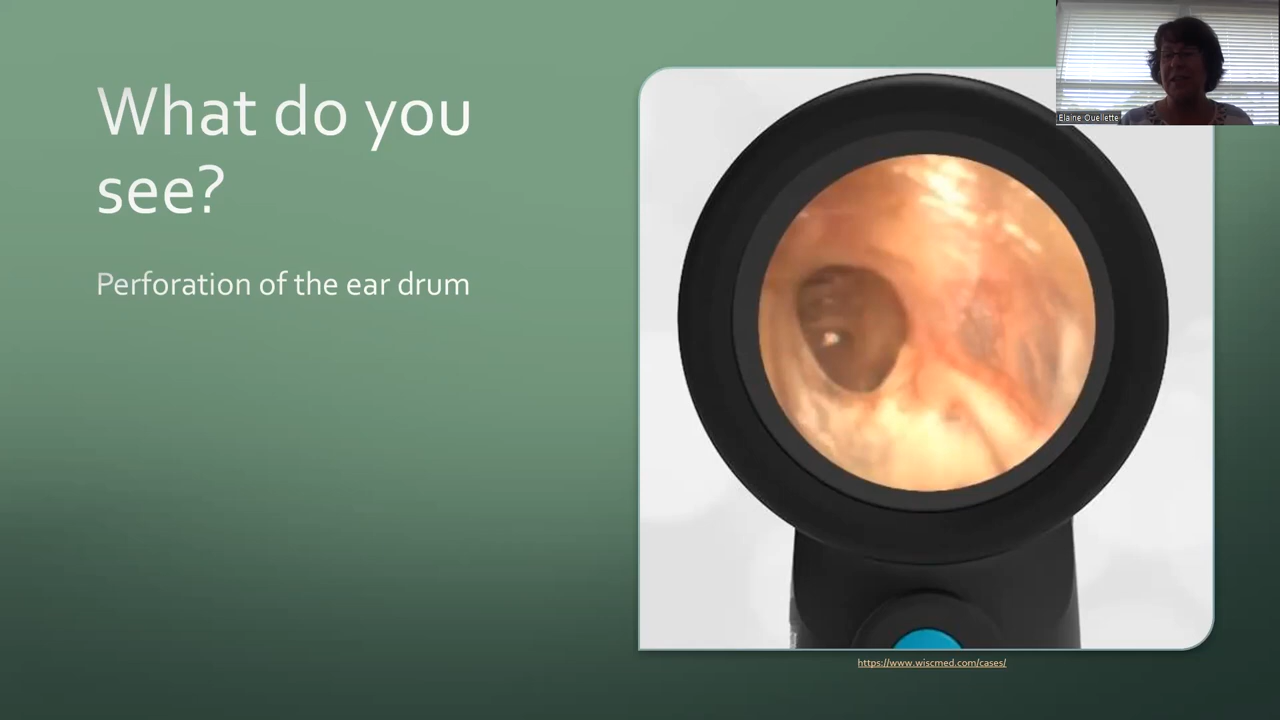 What do you
see?
Perforation of the ear drum
Elaine Ouellette
https://www.wiscmed.com/cases/